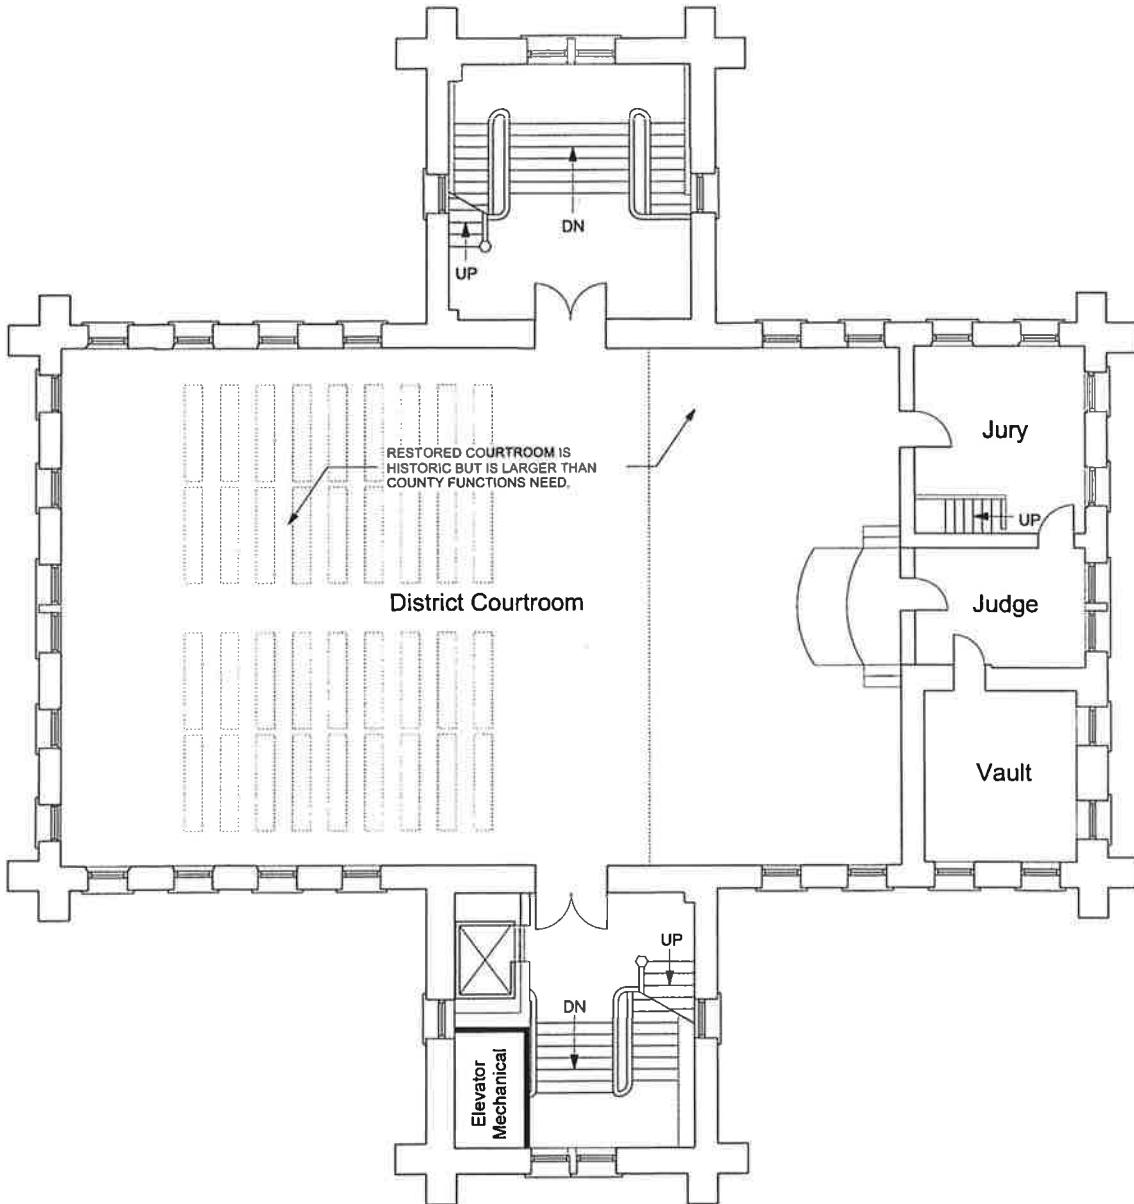 DN
UP
Jury
RESTORED COURTROOM IS
HISTORIC BUT IS LARGER THAN
COUNTY FUNCTIONS NEED.
UP
District Courtroom
Judge
Vault
UP
DN
Elevator
Mechanical